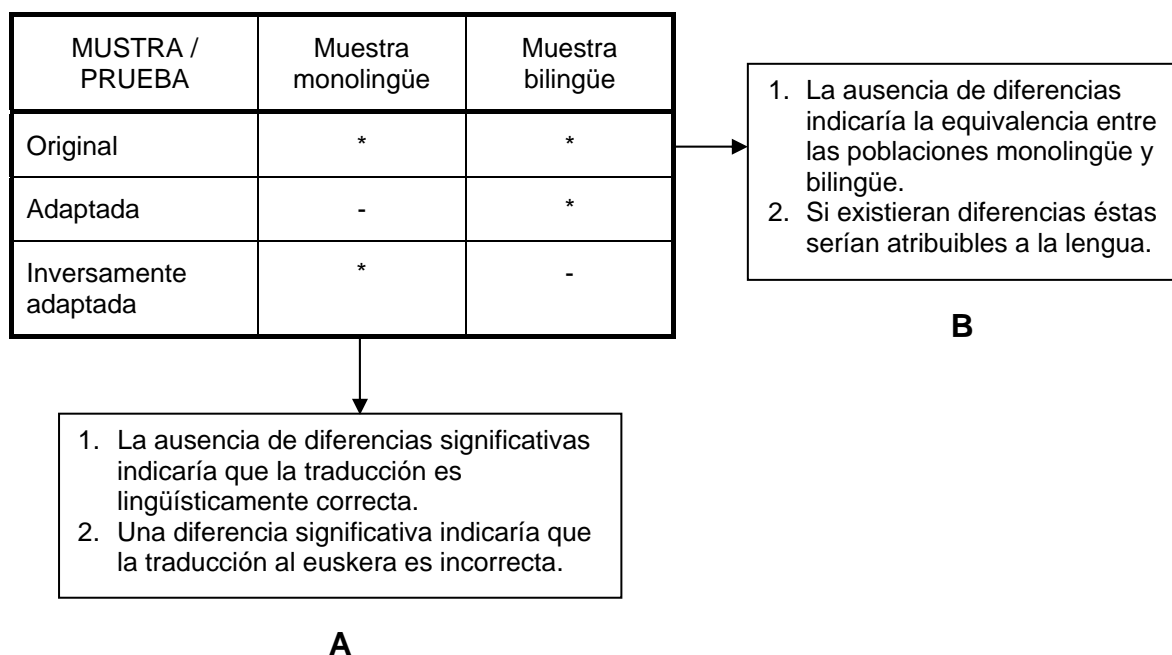 MUSTRA /
PRUEBA
Muestra
monolingüe
Muestra
bilingüe
Original
*
*
Adaptada
-
*
Inversamente
adaptada
*
-
1. La ausencia de diferencias
indicaría la equivalencia entre
las poblaciones monolingüe y
bilingüe.
2. Si existieran diferencias éstas
serían atribuibles a la lengua.
B
1. La ausencia de diferencias significativas
indicaría que la traducción es
lingüísticamente correcta.
2. Una diferencia significativa indicaría que
la traducción al euskera es incorrecta.
A